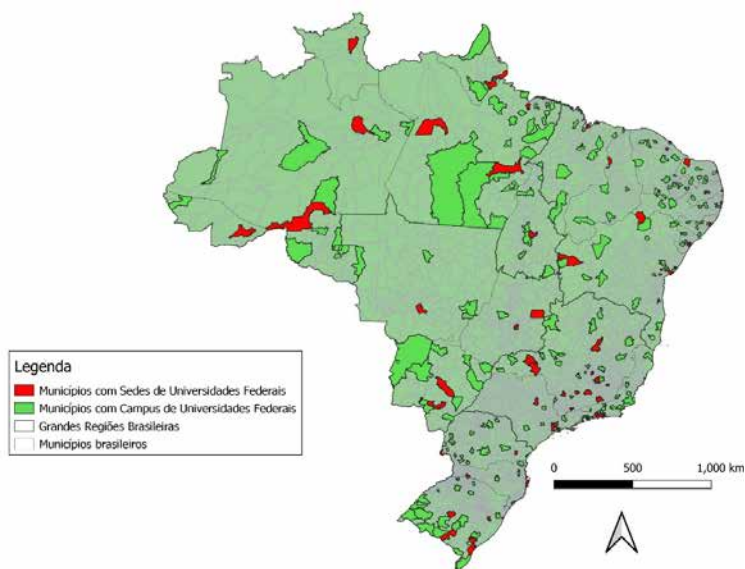 Legenda
Municípios com Sedes de Universidades Federais
Municípios com Campus de Universidades Federais
Grandes Regiões Brasileiras
Municípios brasileiros
0 500 1,000 km